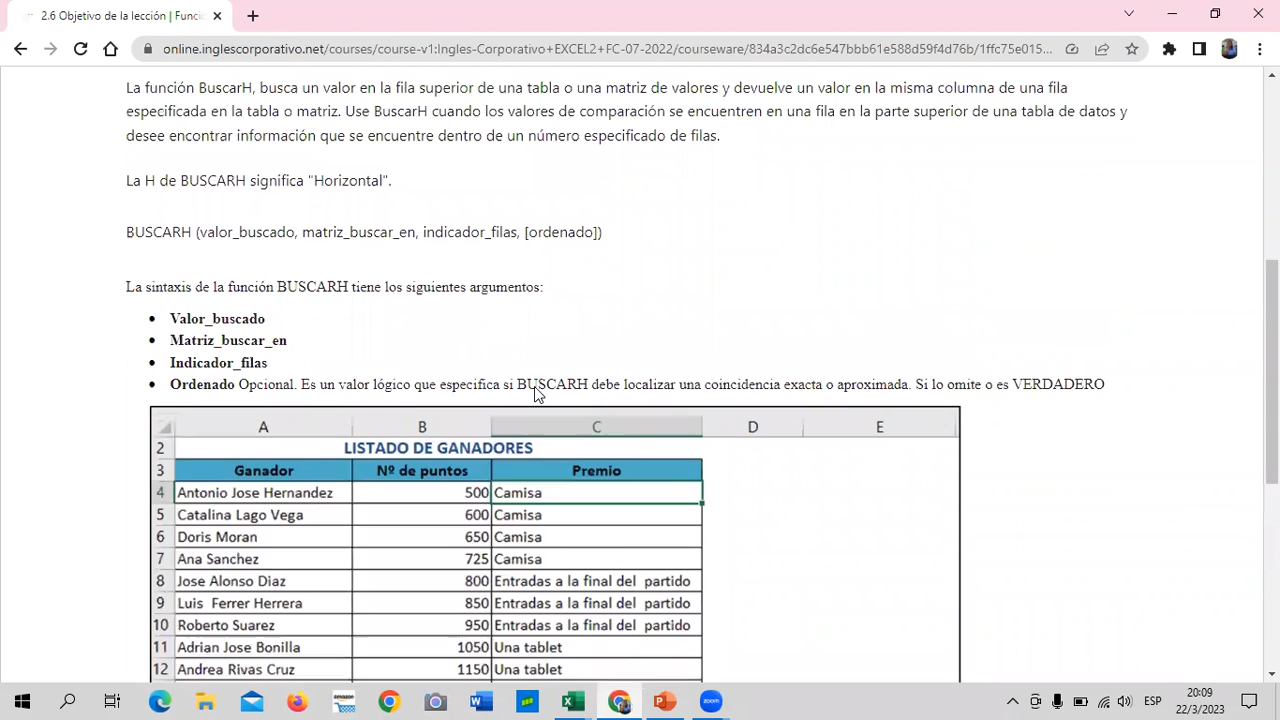 2.6 Objetivo de la lección | Funci
online.inglescorporativo.net/courses/course-v1:Ingles-Corporativo+EXCEL2+FC-07-2022/courseware/834a3c2dc6e547bbb61e588d59f4d76b/1ffc75e015...
La función BuscarH, busca un valor en la fila superior de una tabla o una matriz de valores y devuelve un valor en la misma columna de una fila
especificada en la tabla o matriz. Use BuscarH cuando los valores de comparación se encuentren en una fila en la parte superior de una tabla de datos y
desee encontrar información que se encuentre dentro de un número especificado de filas.
La H de BUSCARH significa "Horizontal".
BUSCARH (valor_buscado, matriz_buscar_en, indicador_filas, [ordenado])
La sintaxis de la función BUSCARH tiene los siguientes argumentos:
• Valor_buscado
• Matriz_buscar_en
• Indicador_filas
• Ordenado Opcional. Es un valor lógico que especifica si BUSCARH debe localizar una coincidencia exacta o aproximada. Si lo omite o es VERDADERO
A B C D E
2 LISTADO DE GANADORES
3 Ganador Nº de puntos Premio
4 Antonio Jose Hernandez 500 Camisa
5 Catalina Lago Vega 600 Camisa
6 Doris Moran 650 Camisa
7 Ana Sanchez 725 Camisa
8 Jose Alonso Diaz 800 Entradas a la final del partido
9 Luis Ferrer Herrera 850 Entradas a la final del partido
10 Roberto Suarez 950 Entradas a la final del partido
11 Adrian Jose Bonilla 1050 Una tablet
12 Andrea Rivas Cruz 1150 Una tablet
ESP
20:09
22/3/2023